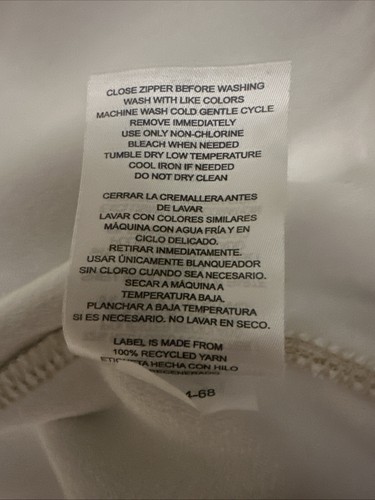 CLOSE ZIPPER BEFORE WASHING
WASH WITH LIKE COLORS
MACHINE WASH COLD GENTLE CYCLE
REMOVE IMMEDIATELY
USE ONLY NON-CHLORINE
BLEACH WHEN NEEDED
TUMBLE DRY LOW TEMPERATURE
COOL IRON IF NEEDED
DO NOT DRY CLEAN
CERRAR LA CREMALLERA ANTES
DE LAVAR
LAVAR CON COLORES SIMILARES
MÁQUINA CON AGUA FRÍA Y EN
CICLO DELICADO.
RETIRAR INMEDIATAMENTE.
USAR ÚNICAMENTE BLANQUEADOR
SIN CLORO CUANDO SEA NECESARIO.
SECAR A MÁQUINA A
TEMPERATURA BAJA.
PLANCHAR A BAJA TEMPERATURA
SI ES NECESARIO. NO LAVAR EN SECO.
LABEL IS MADE FROM
100% RECYCLED YARN
ETIQUETA HECHA CON HILO
-68